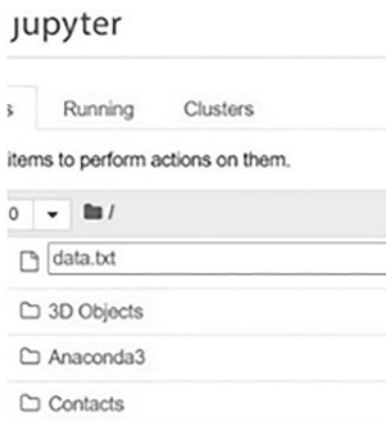 jupyter
s Running Clusters
items to perform actions on them.
0 /
data.txt
3D Objects
Anaconda3
Contacts